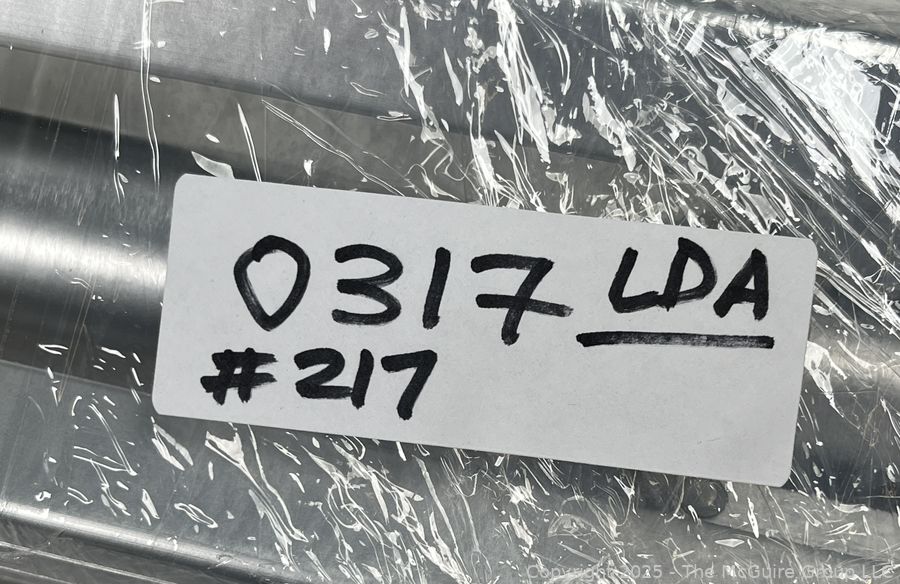 0317 LDA
#217
Copyright 2025 - The McGuire Group LLC